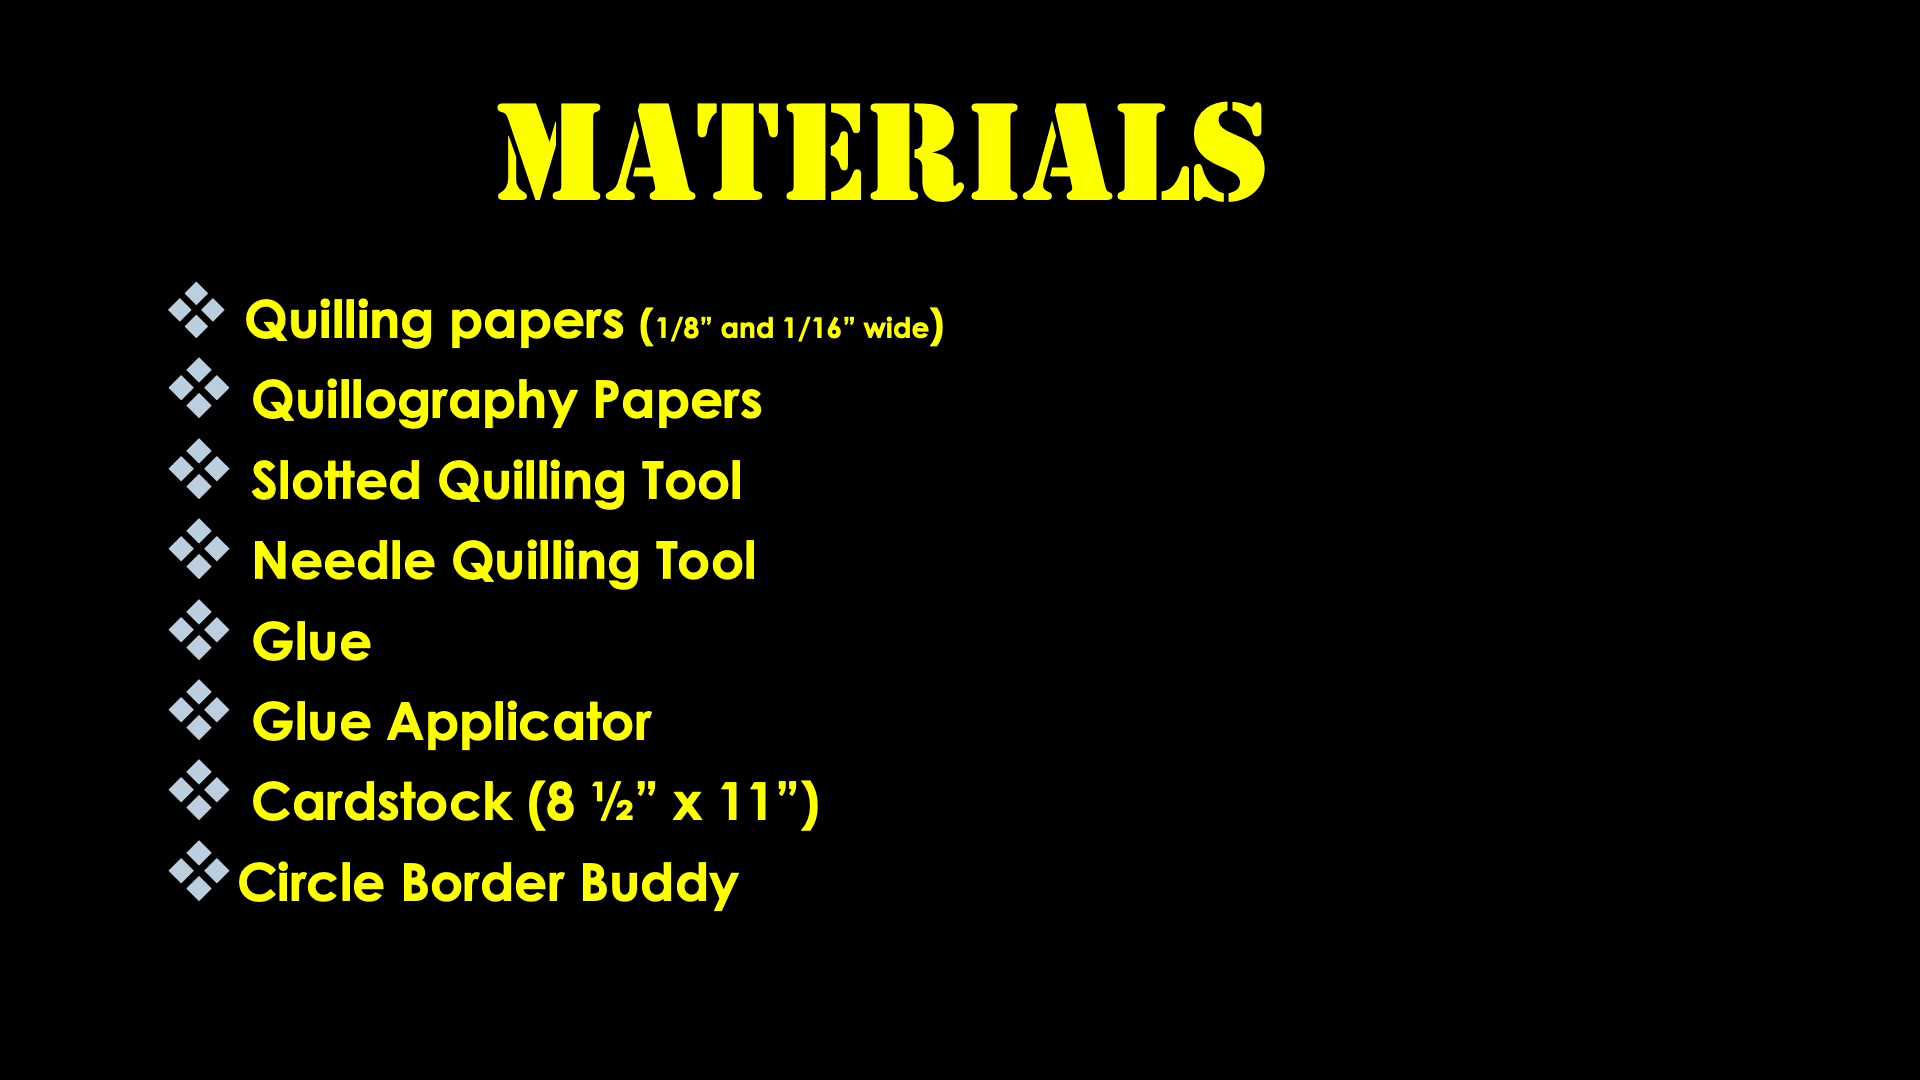 MATERIALS
❖ Quilling papers (1/8” and 1/16” wide)
❖ Quillography Papers
❖ Slotted Quilling Tool
❖ Needle Quilling Tool
❖ Glue
❖ Glue Applicator
❖ Cardstock (8 ½” x 11”)
❖ Circle Border Buddy